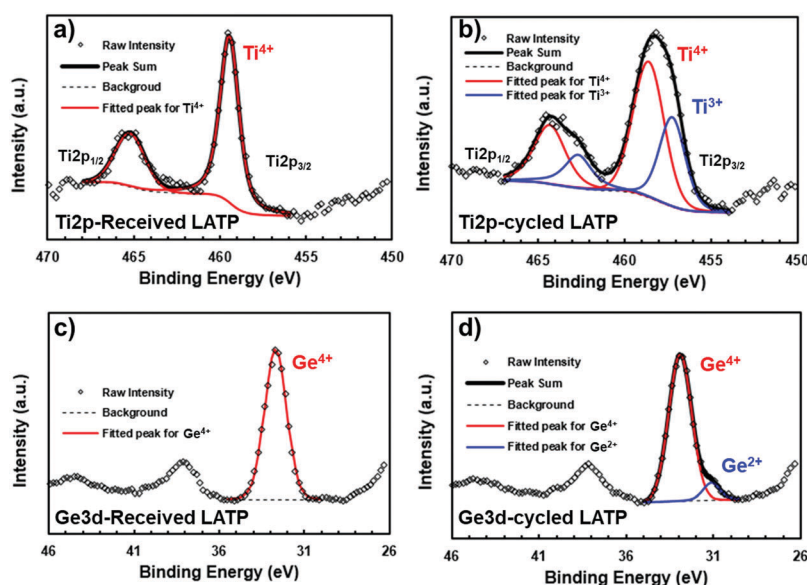 a)
Raw Intensity
Peak Sum
Background
Fitted peak for Ti4+
Ti4+
Ti2p1/2
Ti2p3/2
Ti2p-Received LATP
Intensity (a.u.)
470 465 460 455 450
Binding Energy (eV)
b)
Raw Intensity
Peak Sum
Background
Fitted peak for Ti4+
Fitted peak for Ti3+
Ti4+
Ti3+
Ti2p1/2
Ti2p3/2
Ti2p-cycled LATP
Intensity (a.u.)
470 465 460 455 450
Binding Energy (eV)
c)
Ge4+
Raw Intensity
Background
Fitted peak for Ge4+
Ge3d-Received LATP
Intensity (a.u.)
46 41 36 31 26
Binding Energy (eV)
d)
Ge4+
Raw Intensity
Peak Sum
Background
Fitted peak for Ge4+
Fitted peak for Ge2+
Ge2+
Ge3d-cycled LATP
Intensity (a.u.)
46 41 36 31 26
Binding Energy (eV)